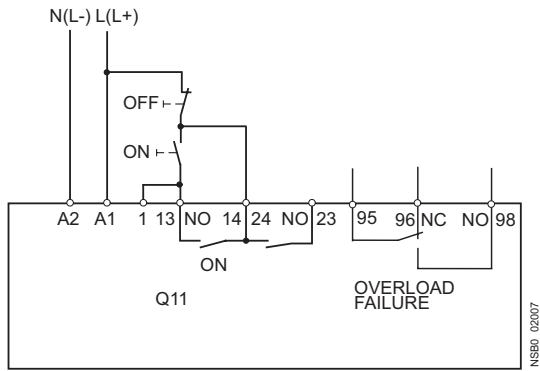 N(L-) L(L+)
OFF
ON
A2 A1 1 13 NO 14 24 NO 23 95 96 NC NO 98
ON
Q11
OVERLOAD
FAILURE
NSB0 02007